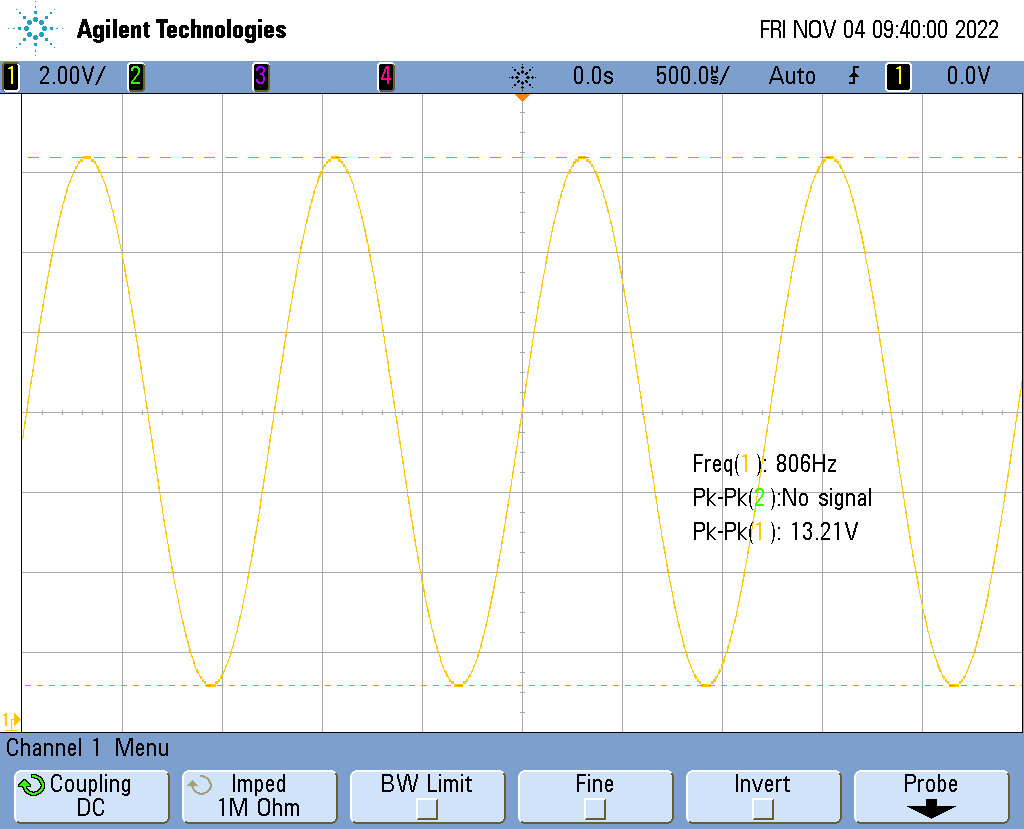 Agilent Technologies FRI NOV 04 09:40:00 2022
1 2.00V/ 2 3 4 0.0s 500.0µs/ Auto 1 0.0V
Freq(1): 806Hz
Pk-Pk(2):No signal
Pk-Pk(1): 13.21V
1
Channel 1 Menu
Coupling Imped BW Limit Fine Invert Probe
DC 1M Ohm